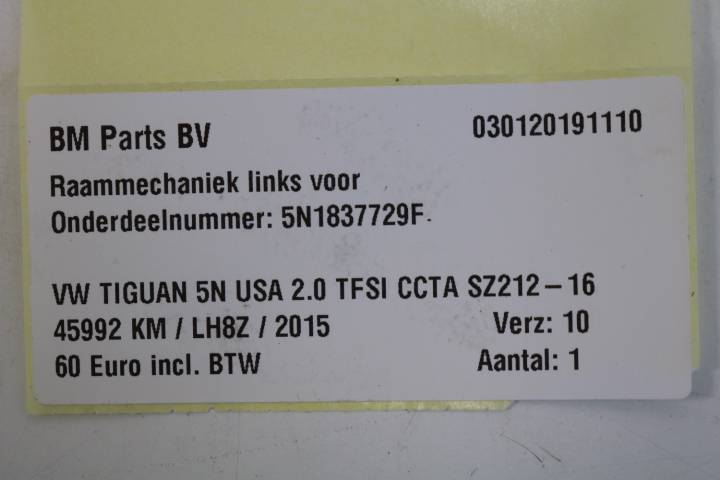 BM Parts BV 030120191110
Raammechaniek links voor
Onderdeelnummer: 5N1837729F.
VW TIGUAN 5N USA 2.0 TFSI CCTA SZ212-16
45992 KM / LH8Z / 2015 Verz: 10
60 Euro incl. BTW Aantal: 1